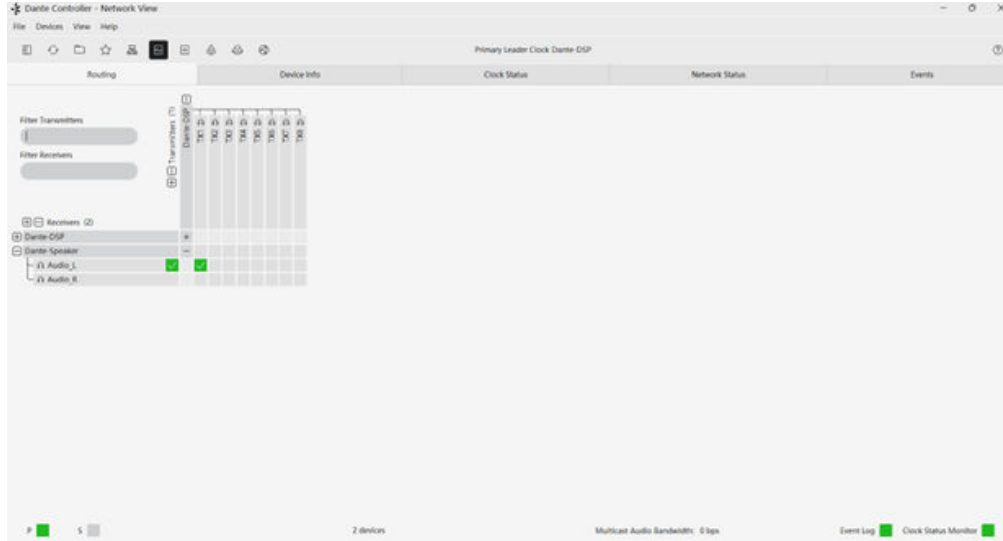 Dante Controller - Network View
File Devices View Help
Primary Leader Clock Dante-DSP
Routing Device Info Clock Status Network Status Events
Filter Transmitters
Filter Receivers
Transmitters (1)
Dante-DSP
TX1
TX2
TX3
TX4
TX5
TX6
TX7
TX8
Receivers (2)
Dante-DSP
Dante-Speaker
Audio_L
Audio_R
P S 2 devices Multicast Audio Bandwidth: 0 bps Event Log Clock Status Monitor